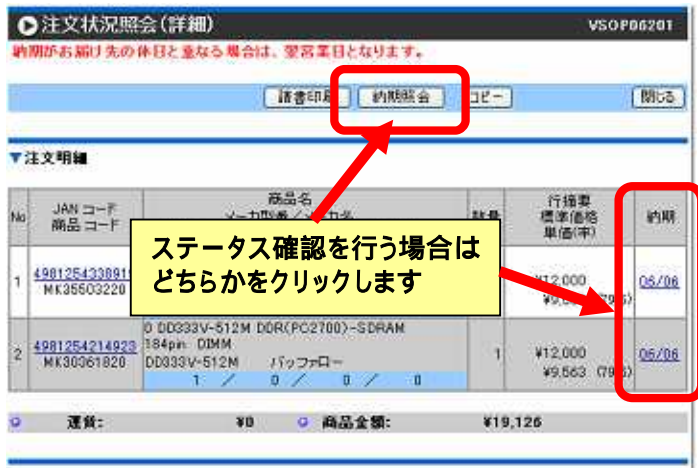 注文状況照会(詳細)
VSOP06201
納期がお届け先の休日と重なる場合は、翌営業日となります。
請書印刷
納期照会
コピー
閉じる
▼注文明細
No
JAN コード
商品コード
商品名
数量
行摘要
標準価格
単価(率)
納期
ステータス確認を行う場合は
どちらかをクリックします
1
MK35503220
¥12,000
06/06
2
4981254214923
MK30361820
0 DD333V-512M DDR(PC2700)-SDRAM
184pin DIMM
DD333V-512M バッファロー
1 / 0 / 0 / 0
1
¥12,000
¥9,563
06/06
運賃:
¥0
商品金額:
¥19,126